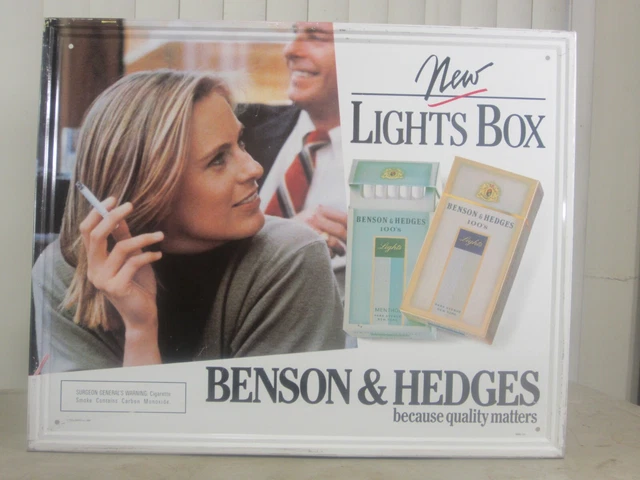 New
LIGHTS BOX
BENSON & HEDGES
100's
Lights
MENTHOL
BENSON & HEDGES
100's
Lights
SURGEON GENERAL'S WARNING: Cigarette
Smoke Contains Carbon Monoxide.
BENSON & HEDGES
because quality matters